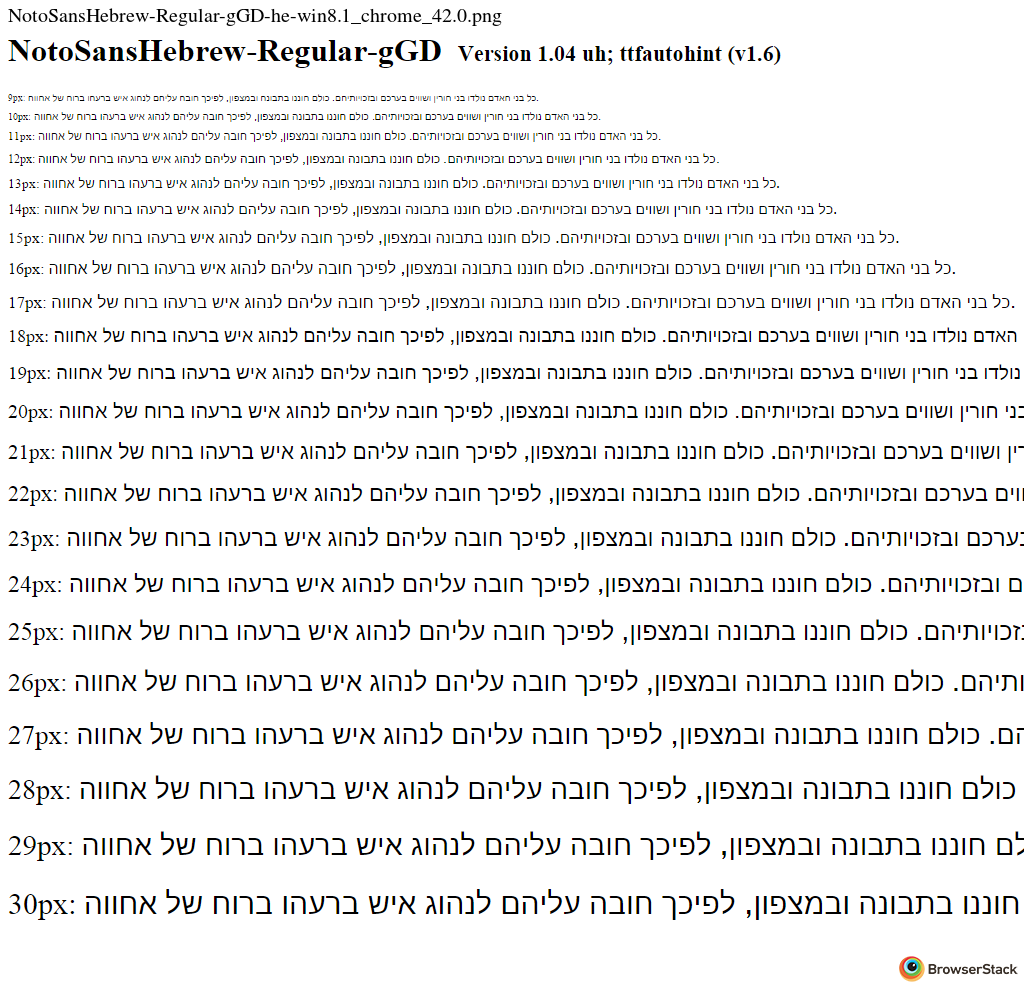 NotoSansHebrew-Regular-gGD-he-win8.1_chrome_42.0.png
NotoSansHebrew-Regular-gGD Version 1.04 uh; ttfautohint (v1.6)
9px: כל בני האדם נולדו בני חורין ושווים בערכם ובזכויותיהם. כולם חוננו בתבונה ובמצפון, לפיכך חובה עליהם לנהוג איש ברעהו ברוח של אחווה.
10px: כל בני האדם נולדו בני חורין ושווים בערכם ובזכויותיהם. כולם חוננו בתבונה ובמצפון, לפיכך חובה עליהם לנהוג איש ברעהו ברוח של אחווה.
11px: כל בני האדם נולדו בני חורין ושווים בערכם ובזכויותיהם. כולם חוננו בתבונה ובמצפון, לפיכך חובה עליהם לנהוג איש ברעהו ברוח של אחווה.
12px: כל בני האדם נולדו בני חורין ושווים בערכם ובזכויותיהם. כולם חוננו בתבונה ובמצפון, לפיכך חובה עליהם לנהוג איש ברעהו ברוח של אחווה.
13px: כל בני האדם נולדו בני חורין ושווים בערכם ובזכויותיהם. כולם חוננו בתבונה ובמצפון, לפיכך חובה עליהם לנהוג איש ברעהו ברוח של אחווה.
14px: כל בני האדם נולדו בני חורין ושווים בערכם ובזכויותיהם. כולם חוננו בתבונה ובמצפון, לפיכך חובה עליהם לנהוג איש ברעהו ברוח של אחווה.
15px: כל בני האדם נולדו בני חורין ושווים בערכם ובזכויותיהם. כולם חוננו בתבונה ובמצפון, לפיכך חובה עליהם לנהוג איש ברעהו ברוח של אחווה.
16px: כל בני האדם נולדו בני חורין ושווים בערכם ובזכויותיהם. כולם חוננו בתבונה ובמצפון, לפיכך חובה עליהם לנהוג איש ברעהו ברוח של אחווה.
17px: כל בני האדם נולדו בני חורין ושווים בערכם ובזכויותיהם. כולם חוננו בתבונה ובמצפון, לפיכך חובה עליהם לנהוג איש ברעהו ברוח של אחווה.
18px: האדם נולדו בני חורין ושווים בערכם ובזכויותיהם. כולם חוננו בתבונה ובמצפון, לפיכך חובה עליהם לנהוג איש ברעהו ברוח של אחווה
19px: נולדו בני חורין ושווים בערכם ובזכויותיהם. כולם חוננו בתבונה ובמצפון, לפיכך חובה עליהם לנהוג איש ברעהו ברוח של אחווה
20px: בני חורין ושווים בערכם ובזכויותיהם. כולם חוננו בתבונה ובמצפון, לפיכך חובה עליהם לנהוג איש ברעהו ברוח של אחווה
21px: רין ושווים בערכם ובזכויותיהם. כולם חוננו בתבונה ובמצפון, לפיכך חובה עליהם לנהוג איש ברעהו ברוח של אחווה
22px: וים בערכם ובזכויותיהם. כולם חוננו בתבונה ובמצפון, לפיכך חובה עליהם לנהוג איש ברעהו ברוח של אחווה
23px: בערכם ובזכויותיהם. כולם חוננו בתבונה ובמצפון, לפיכך חובה עליהם לנהוג איש ברעהו ברוח של אחווה
24px: ם ובזכויותיהם. כולם חוננו בתבונה ובמצפון, לפיכך חובה עליהם לנהוג איש ברעהו ברוח של אחווה
25px: זכויותיהם. כולם חוננו בתבונה ובמצפון, לפיכך חובה עליהם לנהוג איש ברעהו ברוח של אחווה
26px: ותיהם. כולם חוננו בתבונה ובמצפון, לפיכך חובה עליהם לנהוג איש ברעהו ברוח של אחווה
27px: הם. כולם חוננו בתבונה ובמצפון, לפיכך חובה עליהם לנהוג איש ברעהו ברוח של אחווה
28px: כולם חוננו בתבונה ובמצפון, לפיכך חובה עליהם לנהוג איש ברעהו ברוח של אחווה
29px: לם חוננו בתבונה ובמצפון, לפיכך חובה עליהם לנהוג איש ברעהו ברוח של אחווה
30px: חוננו בתבונה ובמצפון, לפיכך חובה עליהם לנהוג איש ברעהו ברוח של אחווה
BrowserStack